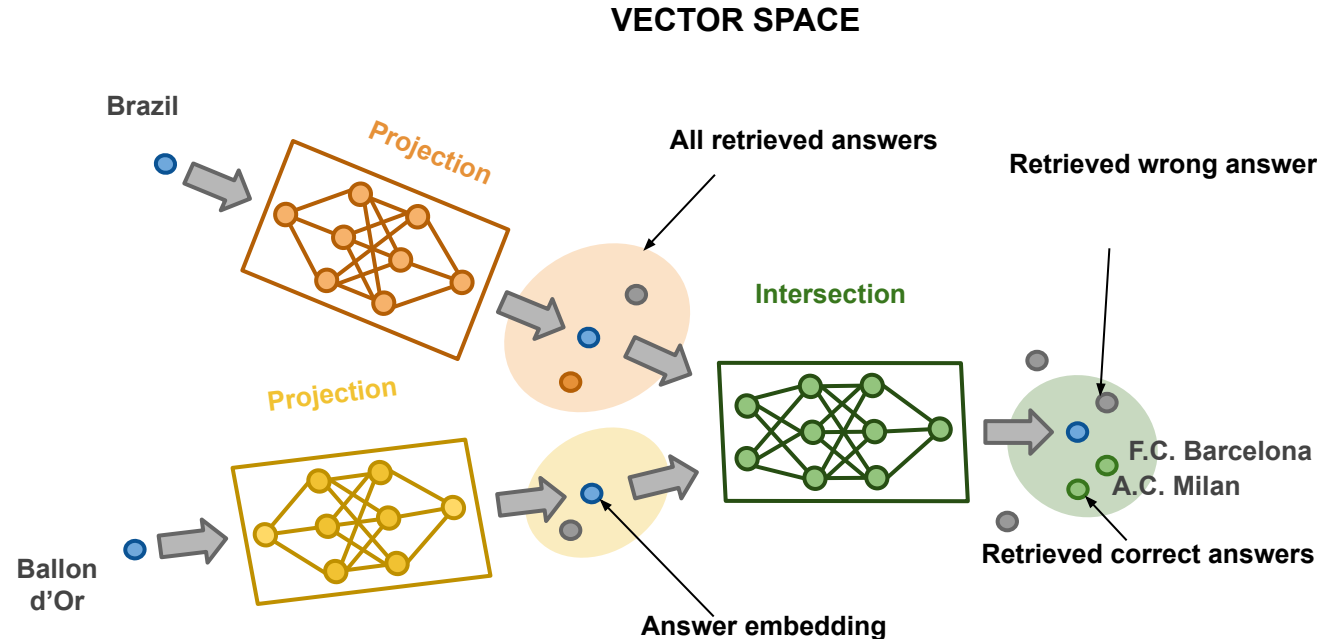 VECTOR SPACE
Brazil
Projection
All retrieved answers
Retrieved wrong answer
Intersection
Projection
F.C. Barcelona
A.C. Milan
Retrieved correct answers
Ballon
d’Or
Answer embedding